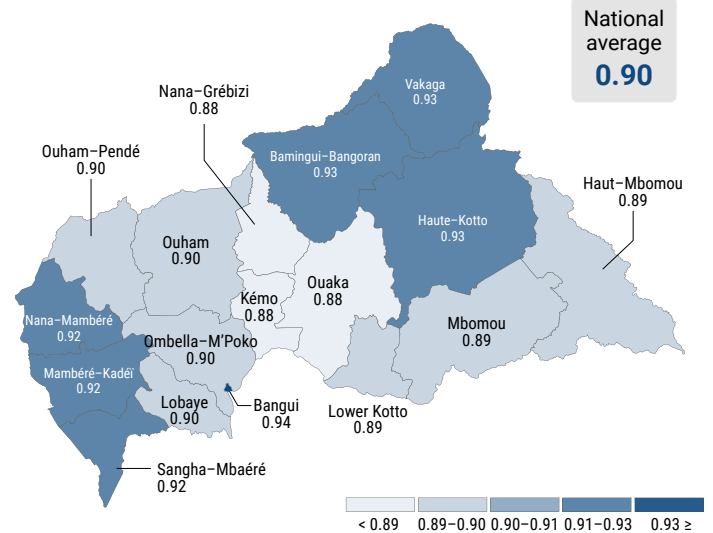 National
average
0.90
Vakaga
0.93
Nana–Grébizi
0.88
Bamingui–Bangoran
0.93
Ouham–Pendé
0.90
Haut–Mbomou
0.89
Haute–Kotto
0.93
Ouham
0.90
Ouaka
0.88
Kémo
0.88
Nana–Mambéré
0.92
Mbomou
0.89
Ombella–M’Poko
0.90
Mambéré–Kadéï
0.92
Lobaye
0.90
Bangui
0.94
Lower Kotto
0.89
Sangha–Mbaéré
0.92
< 0.89 0.89–0.90 0.90–0.91 0.91–0.93 0.93 ≥